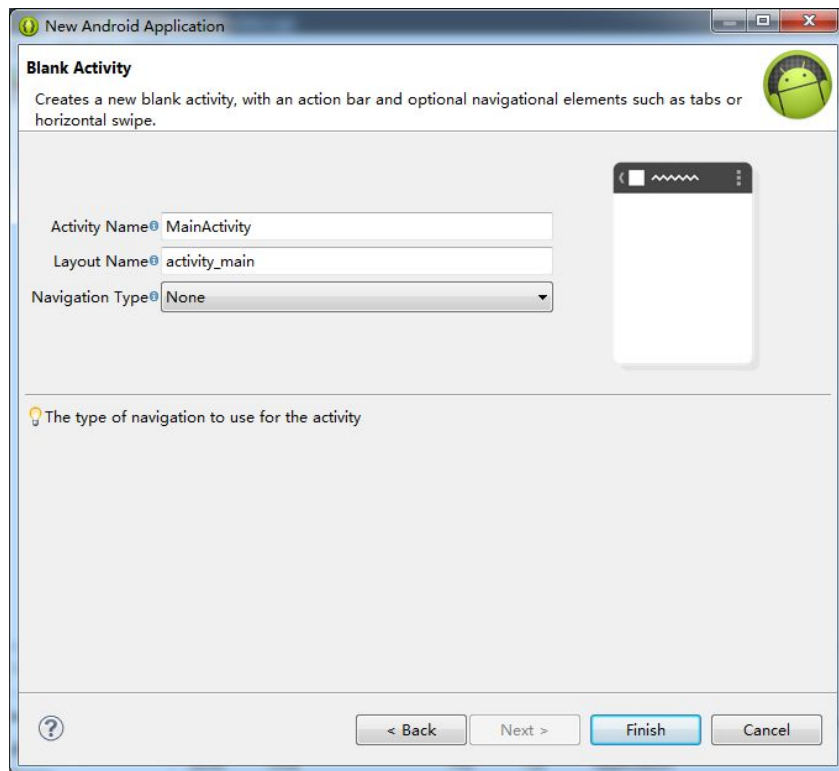 New Android Application
Blank Activity
Creates a new blank activity, with an action bar and optional navigational elements such as tabs or
horizontal swipe.
Activity Name MainActivity
Layout Name activity_main
Navigation Type None
The type of navigation to use for the activity
< Back Next > Finish Cancel